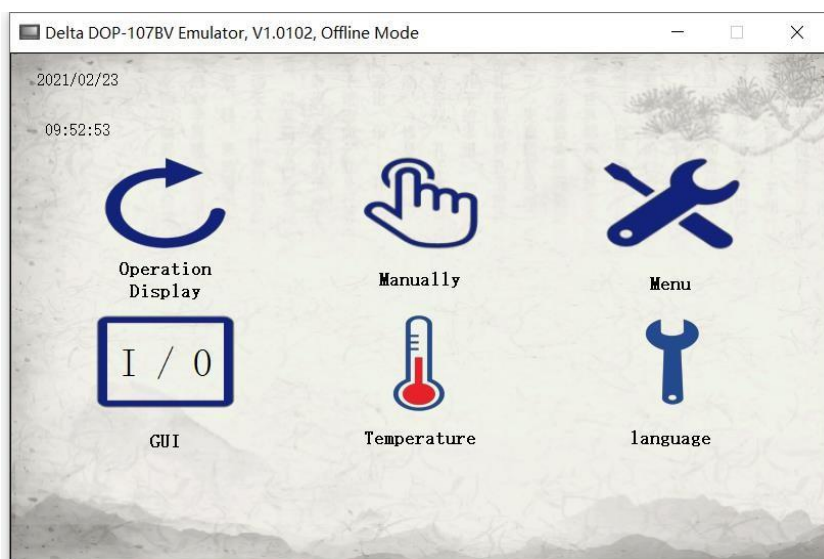 Delta DOP-107BV Emulator, V1.0102, Offline Mode
2021/02/23
09:52:53
Operation
Display
Manually
Menu
I / O
GUI
Temperature
language